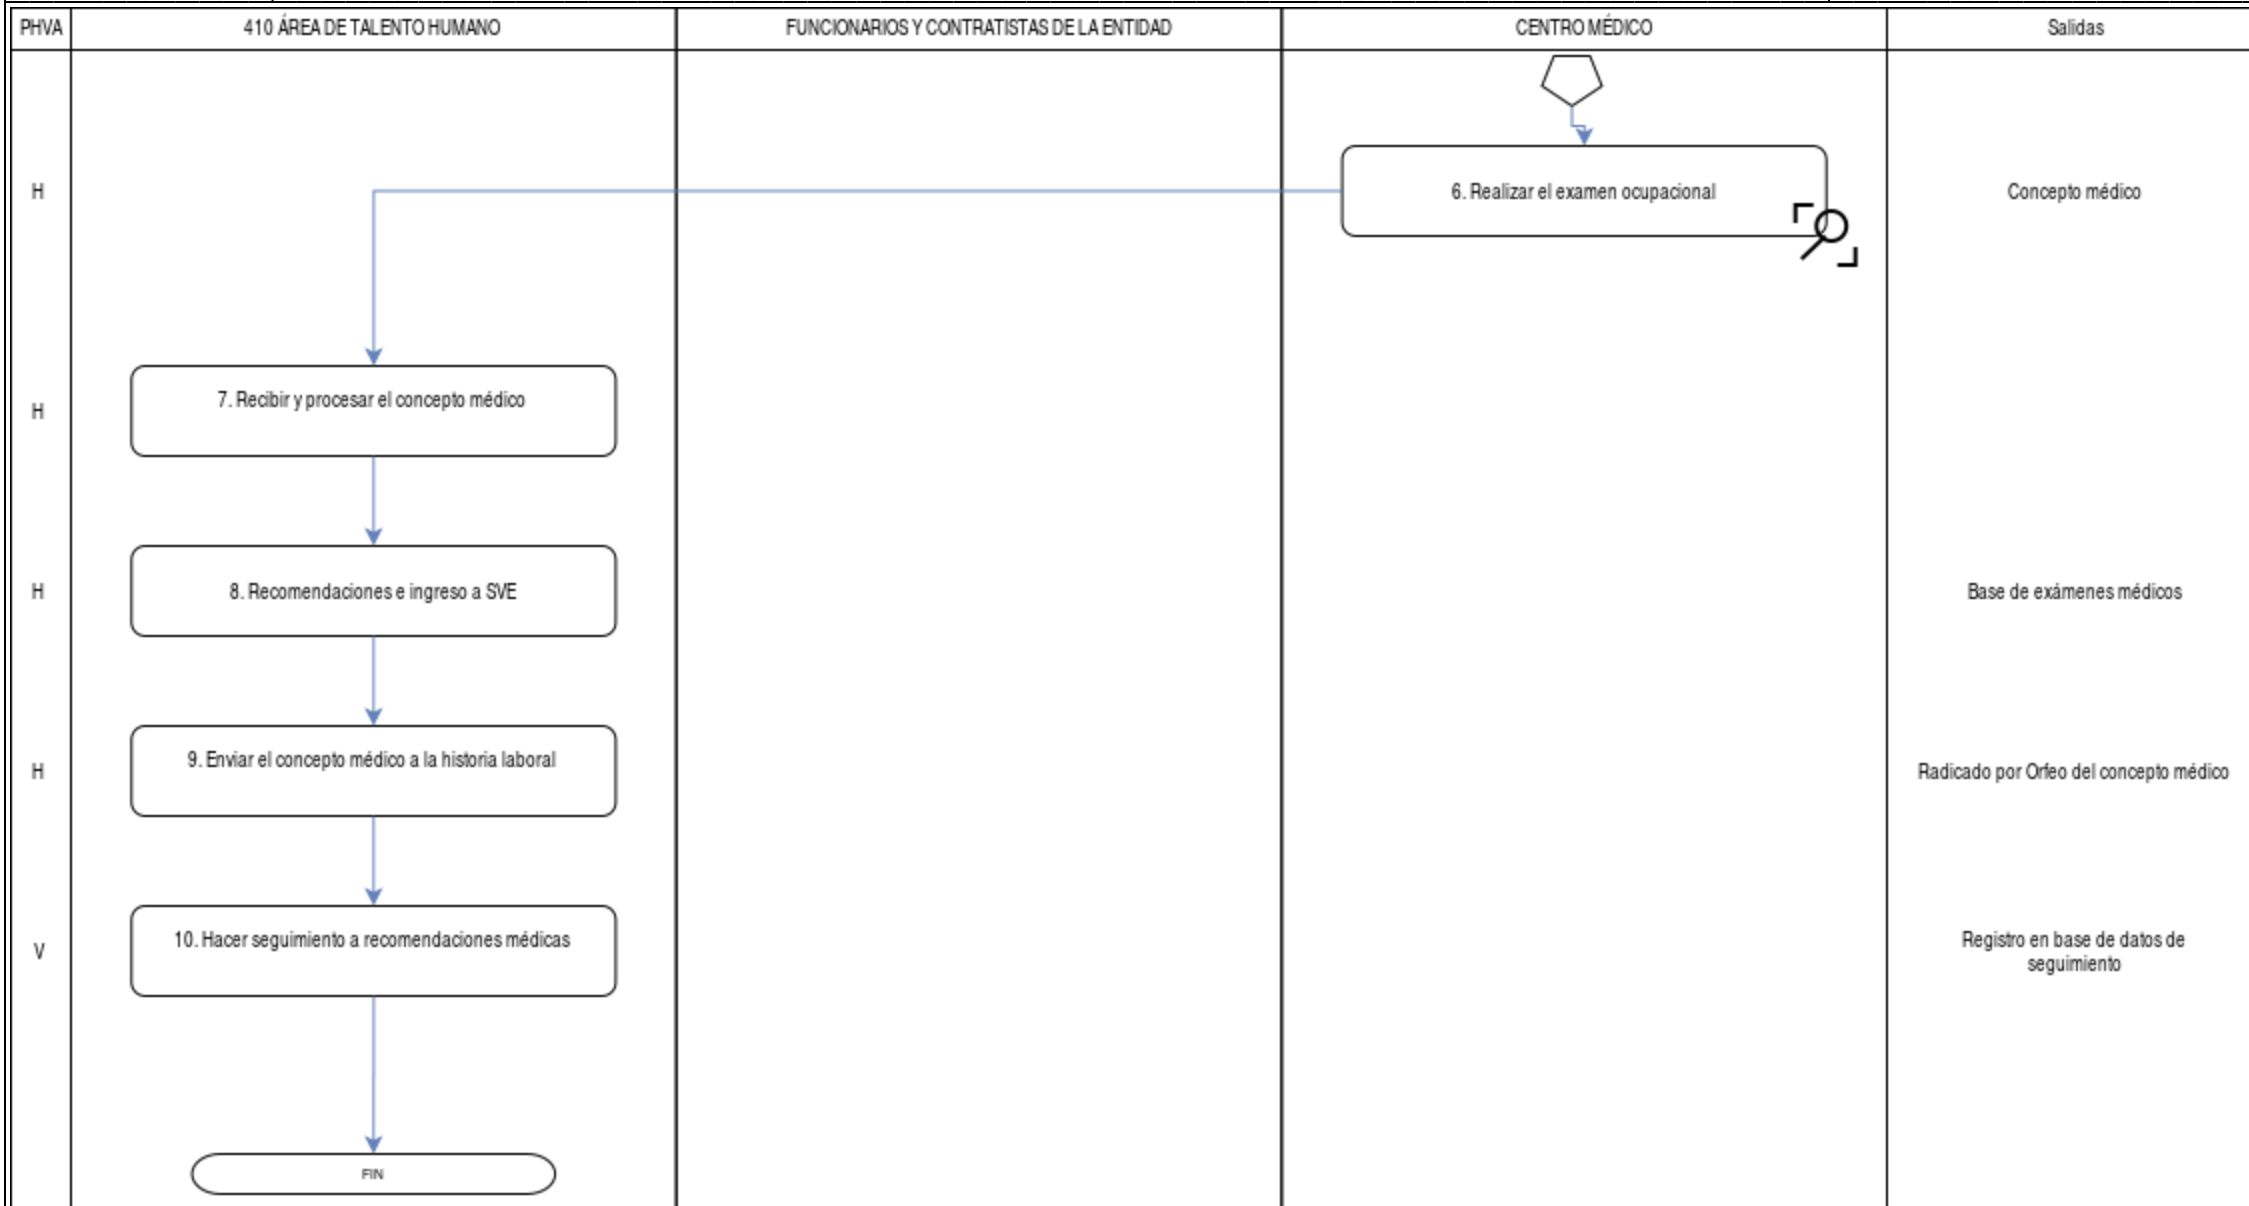 PHVA
410 ÁREA DE TALENTO HUMANO
FUNCIONARIOS Y CONTRATISTAS DE LA ENTIDAD
CENTRO MÉDICO
Salidas
H
6. Realizar el examen ocupacional
Concepto médico
H
7. Recibir y procesar el concepto médico
H
8. Recomendaciones e ingreso a SVE
Base de exámenes médicos
H
9. Enviar el concepto médico a la historia laboral
Radicado por Orfeo del concepto médico
V
10. Hacer seguimiento a recomendaciones médicas
Registro en base de datos de
seguimiento
FIN